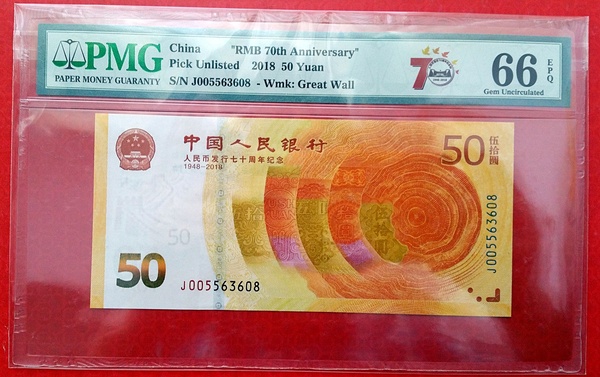 PMG
PAPER MONEY GUARANTY
China "RMB 70th Anniversary"
Pick Unlisted 2018 50 Yuan
S/N J005563608 - Wmk: Great Wall
70
66 EPQ
Gem Uncirculated
中国人民银行
人民币发行七十周年纪念
1948-2018
50 伍拾圆
50
50
J005563608
J005563608